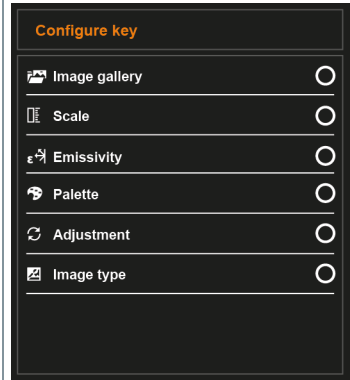 Configure key
Image gallery
Scale
Emissivity
Palette
Adjustment
Image type